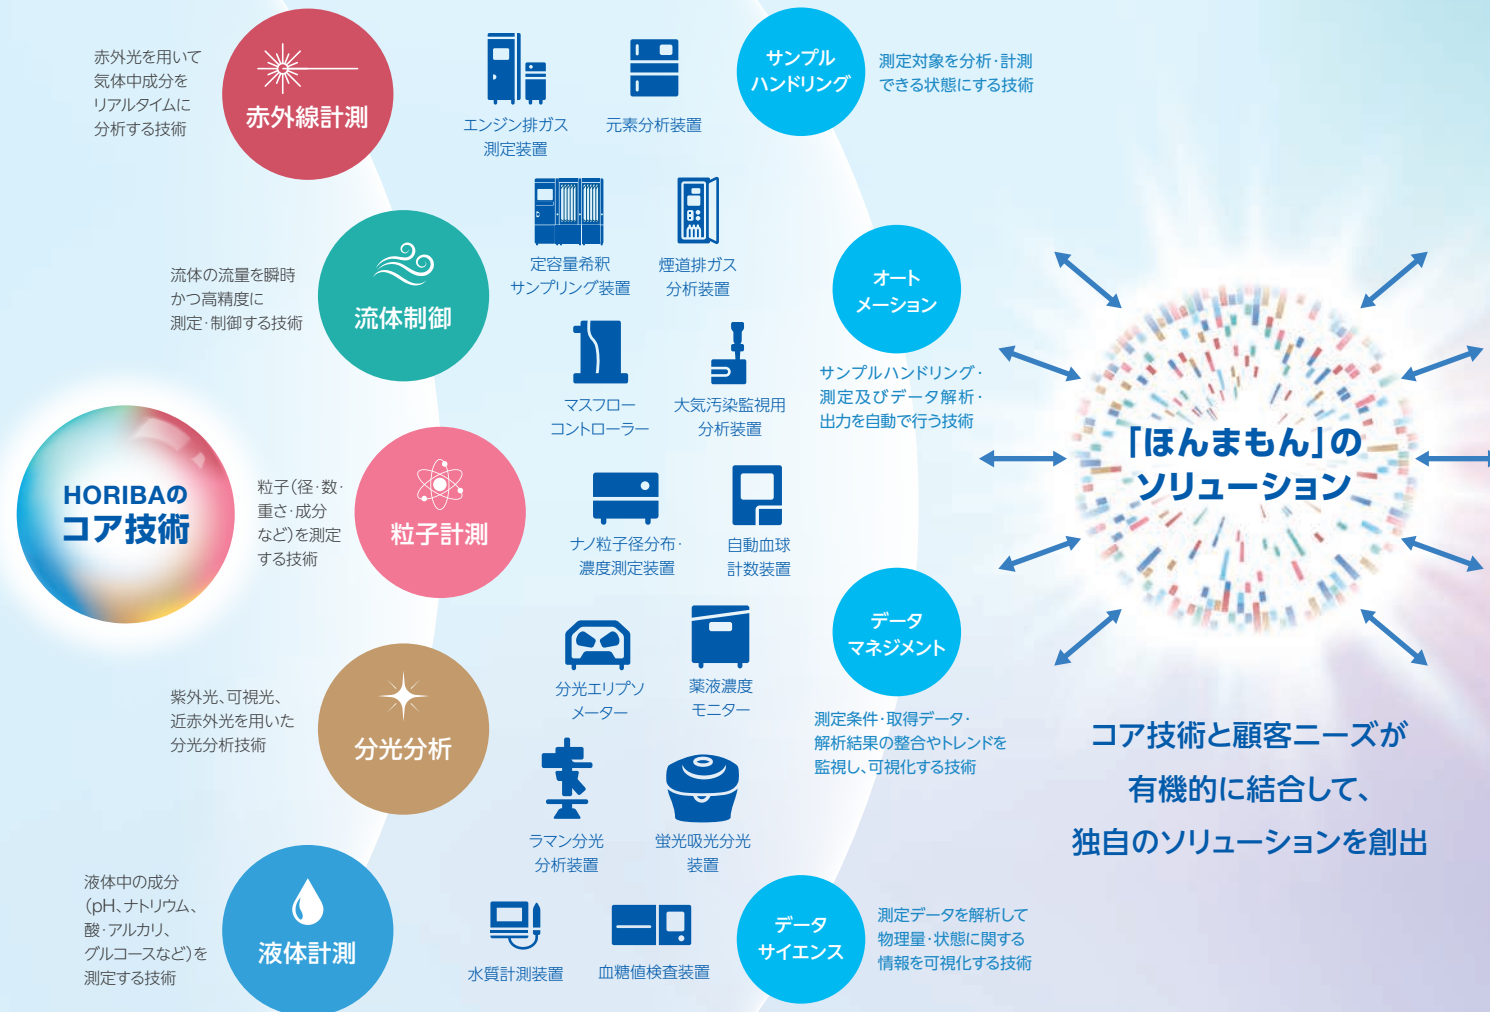 HORIBAの
コア技術
赤外光を用いて
気体中成分を
リアルタイムに
分析する技術
赤外線計測
流体の流量を瞬時
かつ高精度に
測定・制御する技術
流体制御
粒子(径・数・
重さ・成分
など)を測定
する技術
粒子計測
紫外光、可視光、
近赤外光を用いた
分光分析技術
分光分析
液体中の成分
(pH、ナトリウム、
酸・アルカリ、
グルコースなど)を
測定する技術
液体計測
エンジン排ガス
測定装置
元素分析装置
定容量希釈
サンプリング装置
煙道排ガス
分析装置
マスフロー
コントローラー
大気汚染監視用
分析装置
ナノ粒子径分布・
濃度測定装置
自動血球
計数装置
分光エリプソ
メーター
薬液濃度
モニター
ラマン分光
分析装置
蛍光吸光分光
装置
水質計測装置
血糖値検査装置
サンプル
ハンドリング
測定対象を分析・計測
できる状態にする技術
オート
メーション
サンプルハンドリング・
測定及びデータ解析・
出力を自動で行う技術
データ
マネジメント
測定条件・取得データ・
解析結果の整合やトレンドを
監視し、可視化する技術
データ
サイエンス
測定データを解析して
物理量・状態に関する
情報を可視化する技術
「ほんまもん」の
ソリューション
コア技術と顧客ニーズが
有機的に結合して、
独自のソリューションを創出